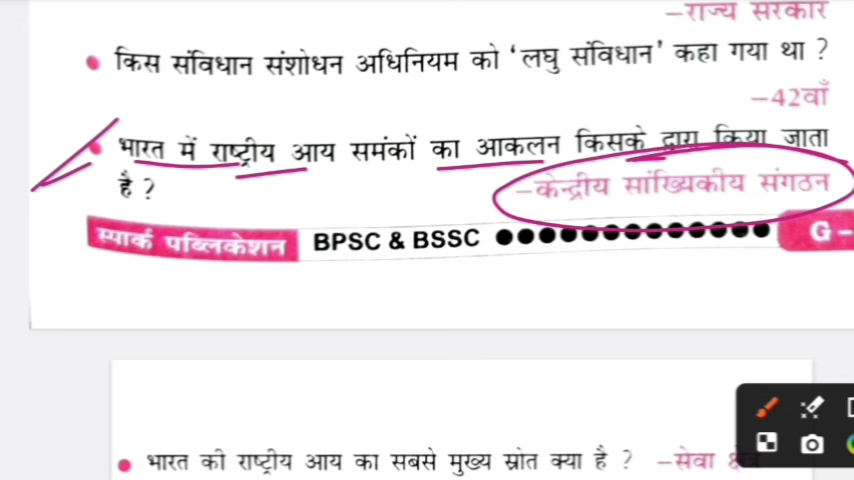 –राज्य सरकार
• किस संविधान संशोधन अधिनियम को ‘लघु संविधान’ कहा गया था ?
–42वाँ
• भारत में राष्ट्रीय आय समंकों का आकलन किसके द्वारा किया जाता
है ? –केन्द्रीय सांख्यिकीय संगठन
स्पार्क पब्लिकेशन BPSC & BSSC ●●●●●●●●●●●●● G-
• भारत की राष्ट्रीय आय का सबसे मुख्य स्रोत क्या है ? –सेवा क्षेत्र